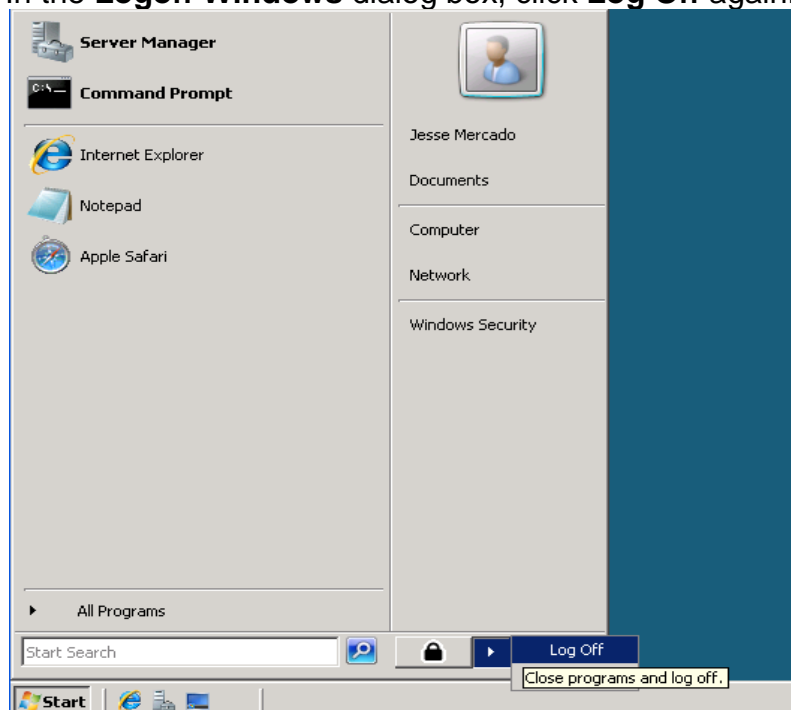 In the Logon Windows dialog box, click Log On again.
Server Manager
C:\_
Command Prompt
Internet Explorer
Notepad
Apple Safari
All Programs
Start Search
Jesse Mercado
Documents
Computer
Network
Windows Security
Log Off
Close programs and log off.
Start